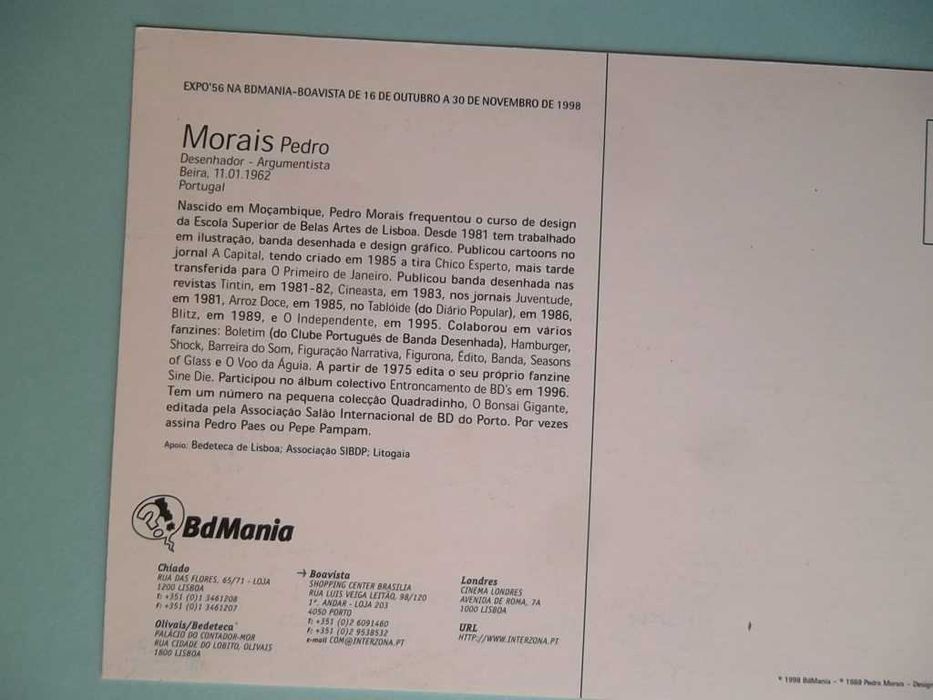 EXPO'56 NA BDMANIA-BOAVISTA DE 16 DE OUTUBRO A 30 DE NOVEMBRO DE 1998
Morais Pedro
Desenhador - Argumentista
Beira, 11.01.1962
Portugal
Nascido em Moçambique, Pedro Morais frequentou o curso de design
da Escola Superior de Belas Artes de Lisboa. Desde 1981 tem trabalhado
em ilustração, banda desenhada e design gráfico. Publicou cartoons no
jornal A Capital, tendo criado em 1985 a tira Chico Esperto, mais tarde
transferida para O Primeiro de Janeiro. Publicou banda desenhada nas
revistas Tintin, em 1981-82, Cineasta, em 1983, nos jornais Juventude,
em 1981, Arroz Doce, em 1985, no Tablóide (do Diário Popular), em 1986,
Blitz, em 1989, e O Independente, em 1995. Colaborou em vários
fanzines: Boletim (do Clube Português de Banda Desenhada), Hamburger,
Shock, Barreira do Som, Figuração Narrativa, Figurona, Édito, Banda, Seasons
of Glass e O Voo da Águia. A partir de 1975 edita o seu próprio fanzine
Sine Die. Participou no álbum colectivo Entroncamento de BD's em 1996.
Tem um número na pequena colecção Quadradinho, O Bonsai Gigante,
editada pela Associação Salão Internacional de BD do Porto. Por vezes
assina Pedro Paes ou Pepe Pampam.
Apoio: Bedeteca de Lisboa; Associação SIBDP; Litogaia
BdMania
Chiado
RUA DAS FLORES, 65/71 - LOJA
1200 LISBOA
t: +351 (0)1 3461208
f: +351 (0)1 3461207
Olivais/Bedeteca
PALÁCIO DO CONTADOR-MOR
RUA CIDADE DO LOBITO, OLIVAIS
1800 LISBOA
→ Boavista
SHOPPING CENTER BRASILIA
RUA LUIS VEIGA LEITÃO, 98/120
1º. ANDAR - LOJA 203
4050 PORTO
t: +351 (0)2 6091460
f: +351 (0)2 9538532
e-mail COM@INTERZONA.PT
Londres
CINEMA LONDRES
AVENIDA DE ROMA, 7A
1000 LISBOA
URL
HTTP://WWW.INTERZONA.PT
® 1998 BdMania - ® 1998 Pedro Morais - Design